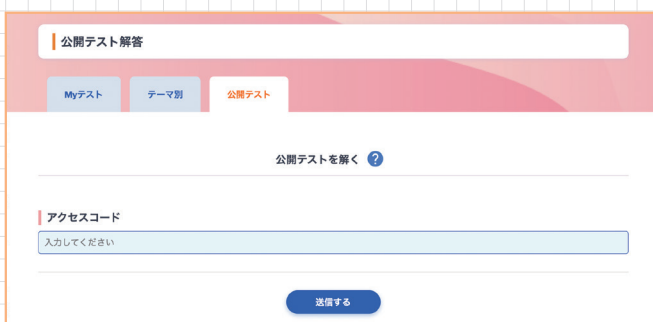 公開テスト解答
Myテスト
テーマ別
公開テスト
公開テストを解く ?
アクセスコード
入力してください
送信する